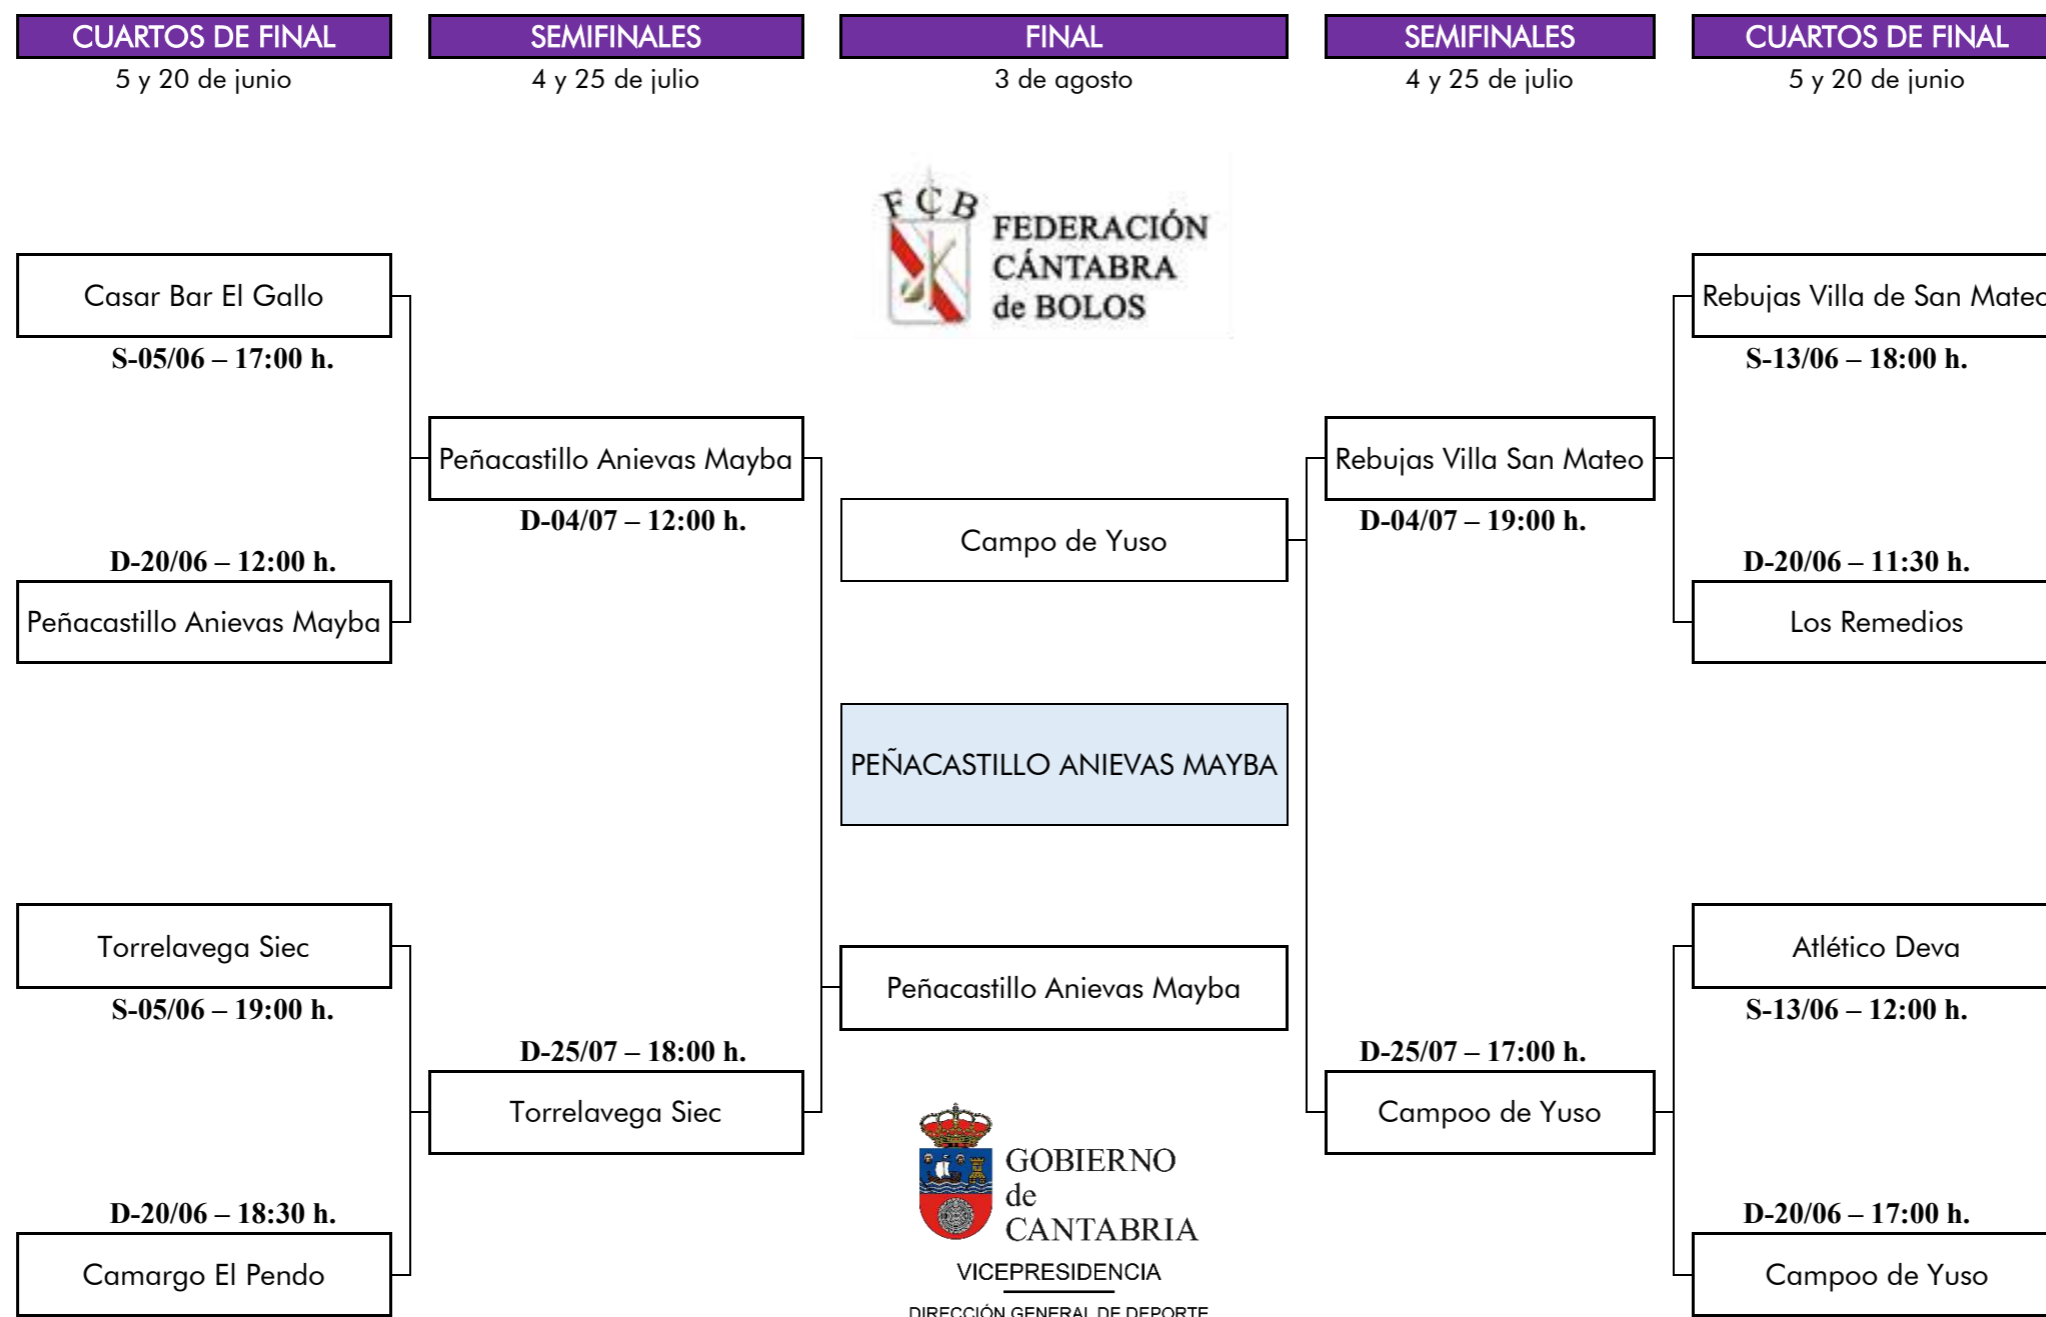 CUARTOS DE FINAL
5 y 20 de junio
SEMIFINALES
4 y 25 de julio
FINAL
3 de agosto
SEMIFINALES
4 y 25 de julio
CUARTOS DE FINAL
5 y 20 de junio
F C B
FEDERACIÓN
CÁNTABRA
de BOLOS
Casar Bar El Gallo
S-05/06 – 17:00 h.
D-20/06 – 12:00 h.
Peñacastillo Anievas Mayba
Torrelavega Siec
S-05/06 – 19:00 h.
D-20/06 – 18:30 h.
Camargo El Pendo
Peñacastillo Anievas Mayba
D-04/07 – 12:00 h.
D-25/07 – 18:00 h.
Torrelavega Siec
Campo de Yuso
PEÑACASTILLO ANIEVAS MAYBA
Peñacastillo Anievas Mayba
Rebujas Villa San Mateo
D-04/07 – 19:00 h.
D-25/07 – 17:00 h.
Campoo de Yuso
Rebujas Villa de San Mateo
S-13/06 – 18:00 h.
D-20/06 – 11:30 h.
Los Remedios
Atlético Deva
S-13/06 – 12:00 h.
D-20/06 – 17:00 h.
Campoo de Yuso
GOBIERNO
de
CANTABRIA
VICEPRESIDENCIA
DIRECCIÓN GENERAL DE DEPORTE